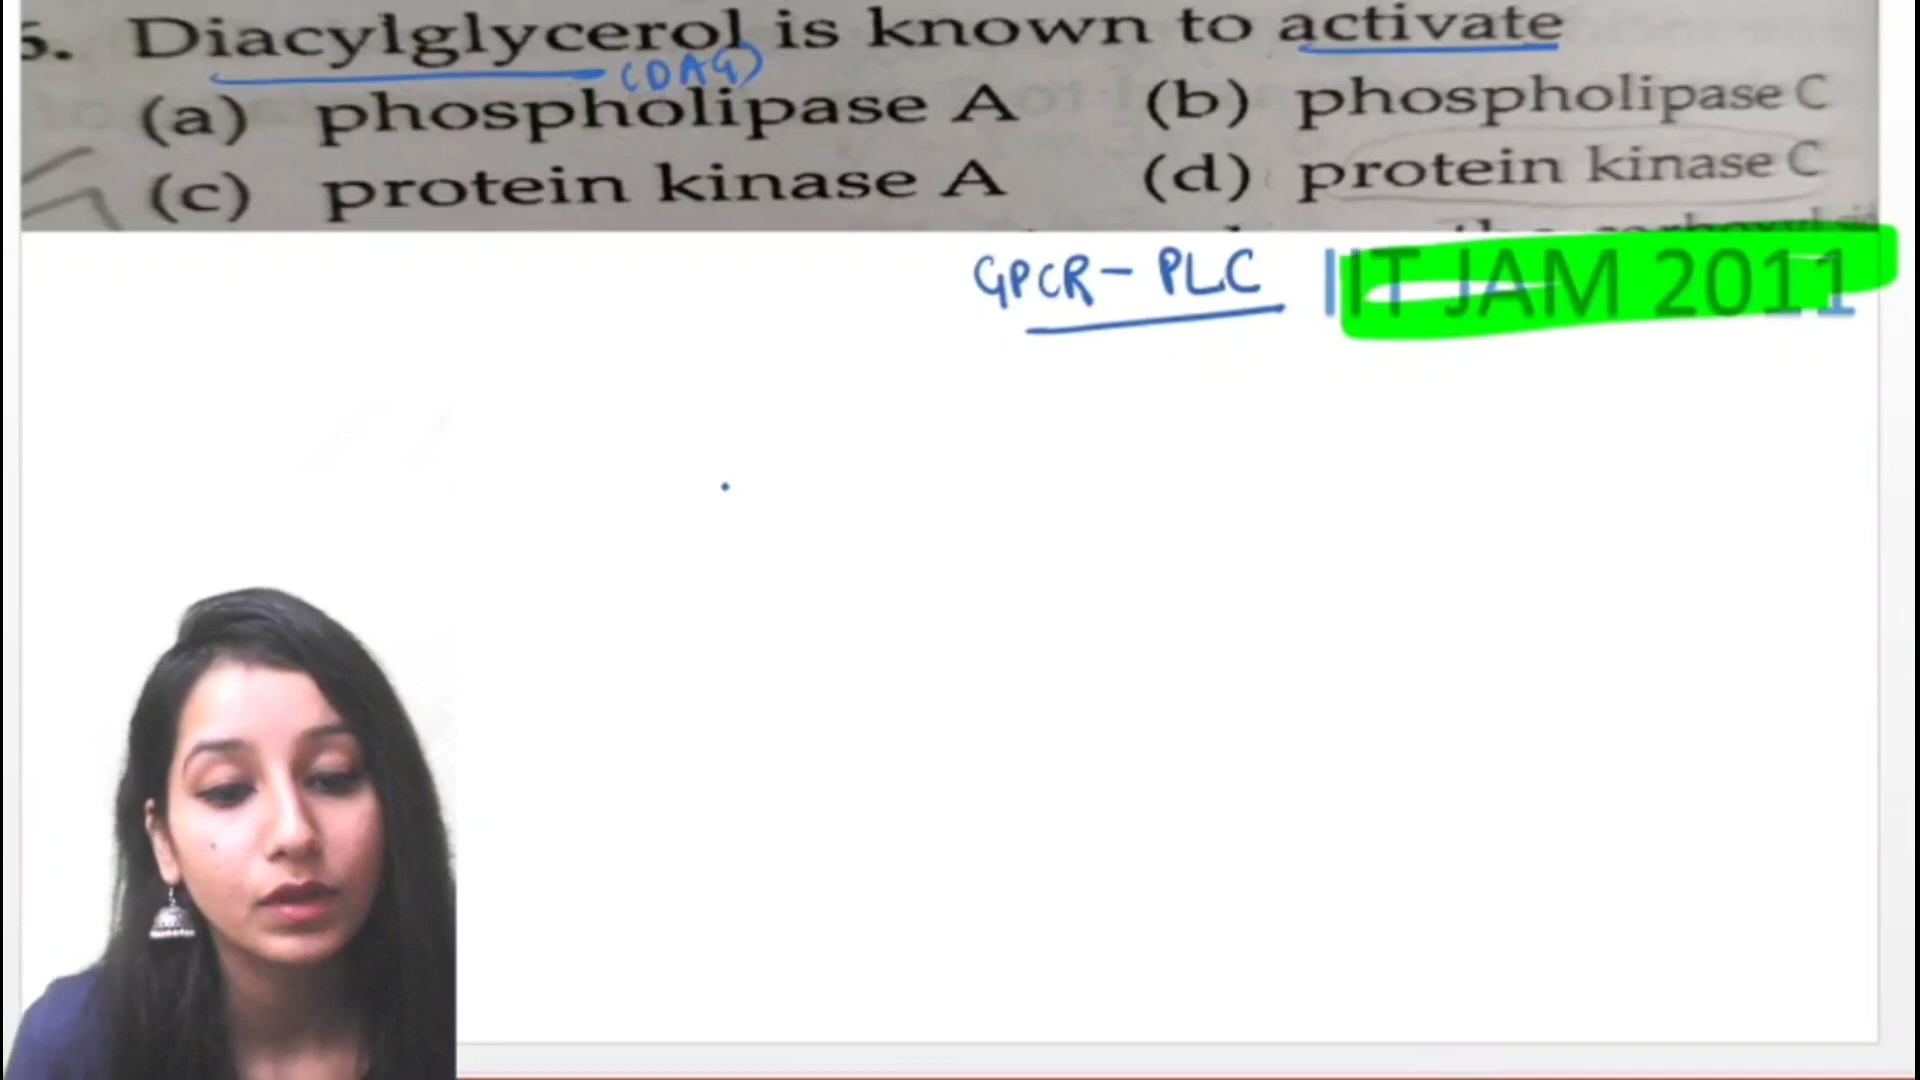 5. Diacylglycerol is known to activate
(DAG)
(a) phospholipase A (b) phospholipase C
(c) protein kinase A (d) protein kinase C
GPCR - PLC IIT JAM 2011